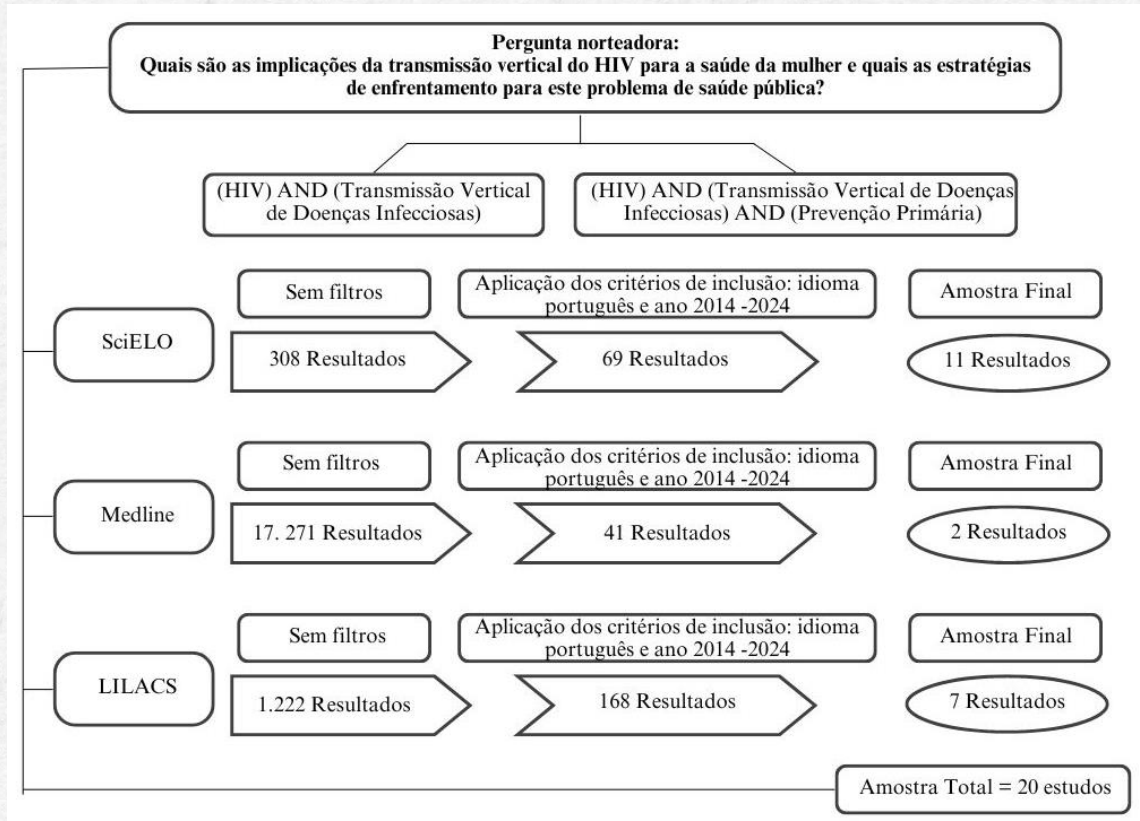 Pergunta norteadora:
Quais são as implicações da transmissão vertical do HIV para a saúde da mulher e quais as estratégias
de enfrentamento para este problema de saúde pública?
(HIV) AND (Transmissão Vertical
de Doenças Infecciosas)
(HIV) AND (Transmissão Vertical de Doenças
Infecciosas) AND (Prevenção Primária)
SciELO
Sem filtros
308 Resultados
Aplicação dos critérios de inclusão: idioma
português e ano 2014 -2024
69 Resultados
Amostra Final
11 Resultados
Medline
Sem filtros
17. 271 Resultados
Aplicação dos critérios de inclusão: idioma
português e ano 2014 -2024
41 Resultados
Amostra Final
2 Resultados
LILACS
Sem filtros
1.222 Resultados
Aplicação dos critérios de inclusão: idioma
português e ano 2014 -2024
168 Resultados
Amostra Final
7 Resultados
Amostra Total = 20 estudos